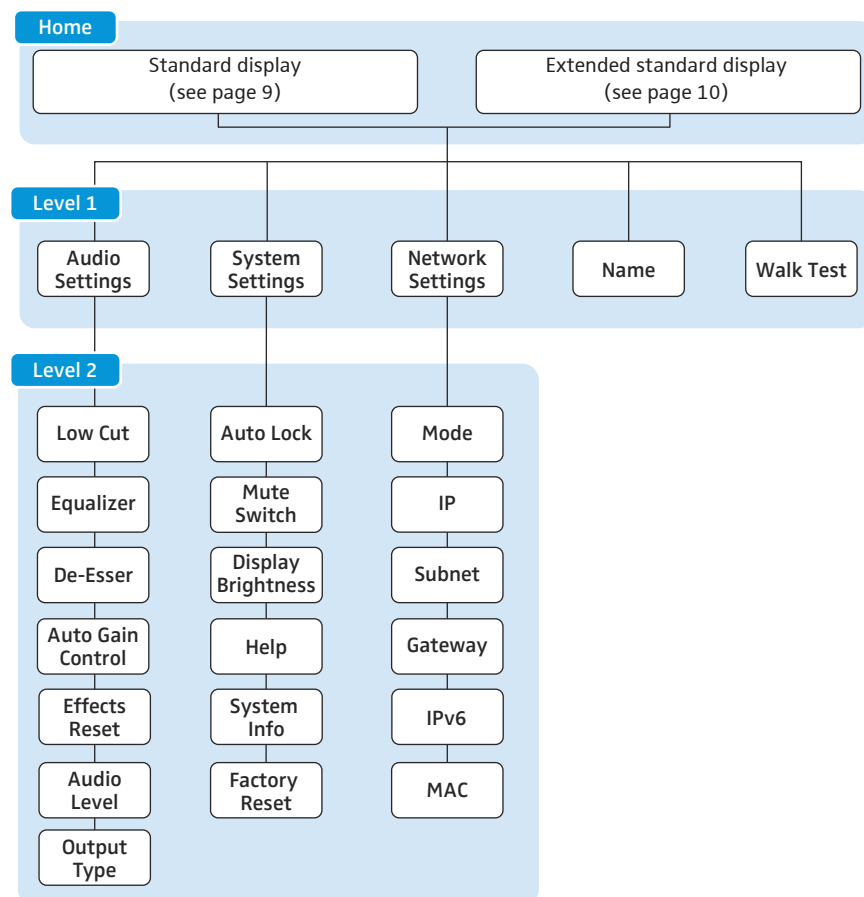 Home
Standard display
(see page 9)
Extended standard display
(see page 10)
Level 1
Audio
Settings
System
Settings
Network
Settings
Name
Walk Test
Level 2
Low Cut
Equalizer
De-Esser
Auto Gain
Control
Effects
Reset
Audio
Level
Output
Type
Auto Lock
Mute
Switch
Display
Brightness
Help
System
Info
Factory
Reset
Mode
IP
Subnet
Gateway
IPv6
MAC